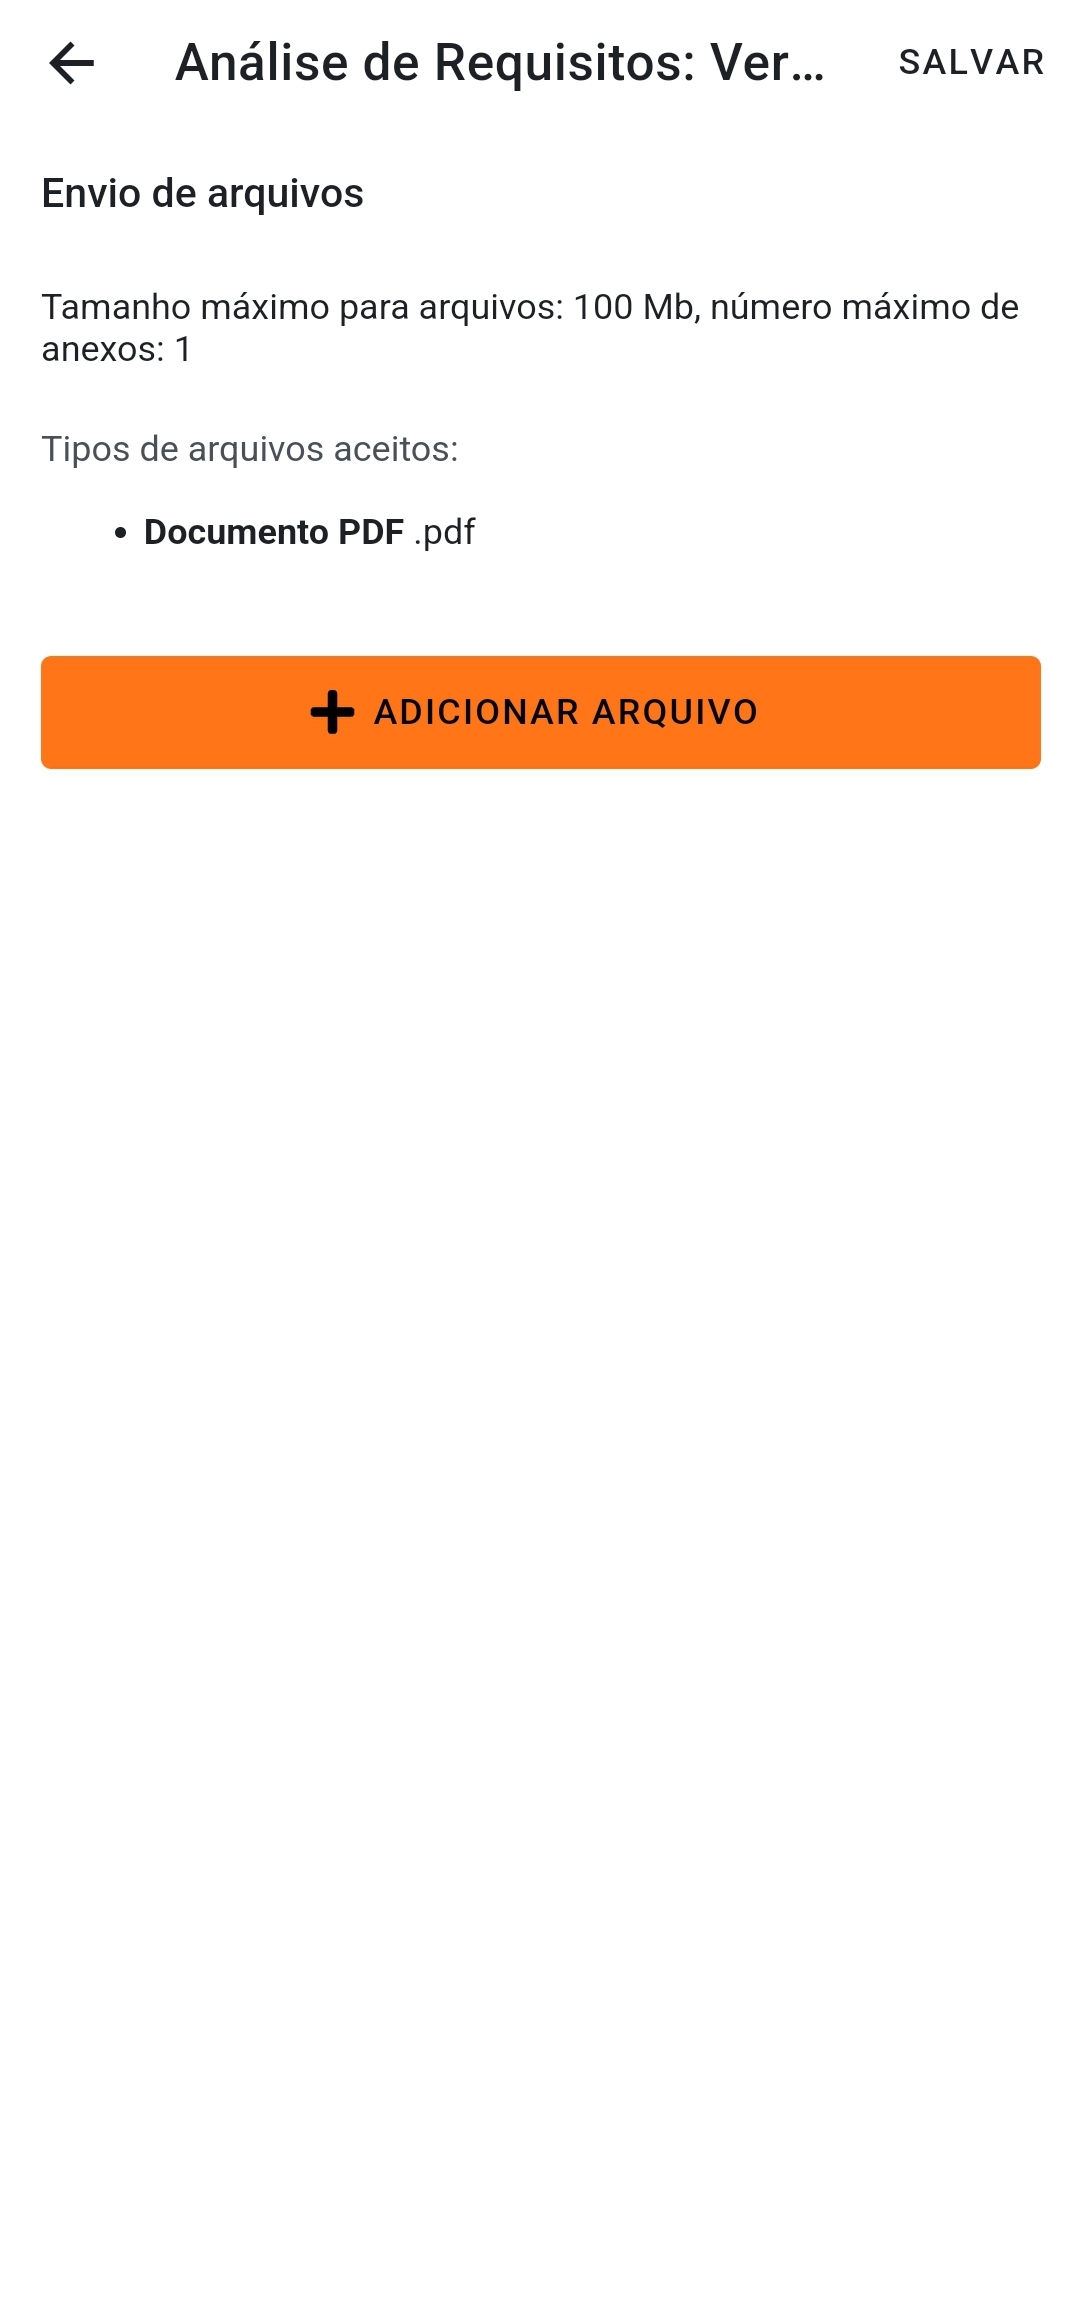 Análise de Requisitos: Ver...
SALVAR
Envio de arquivos
Tamanho máximo para arquivos: 100 Mb, número máximo de
anexos: 1
Tipos de arquivos aceitos:
• Documento PDF .pdf
ADICIONAR ARQUIVO